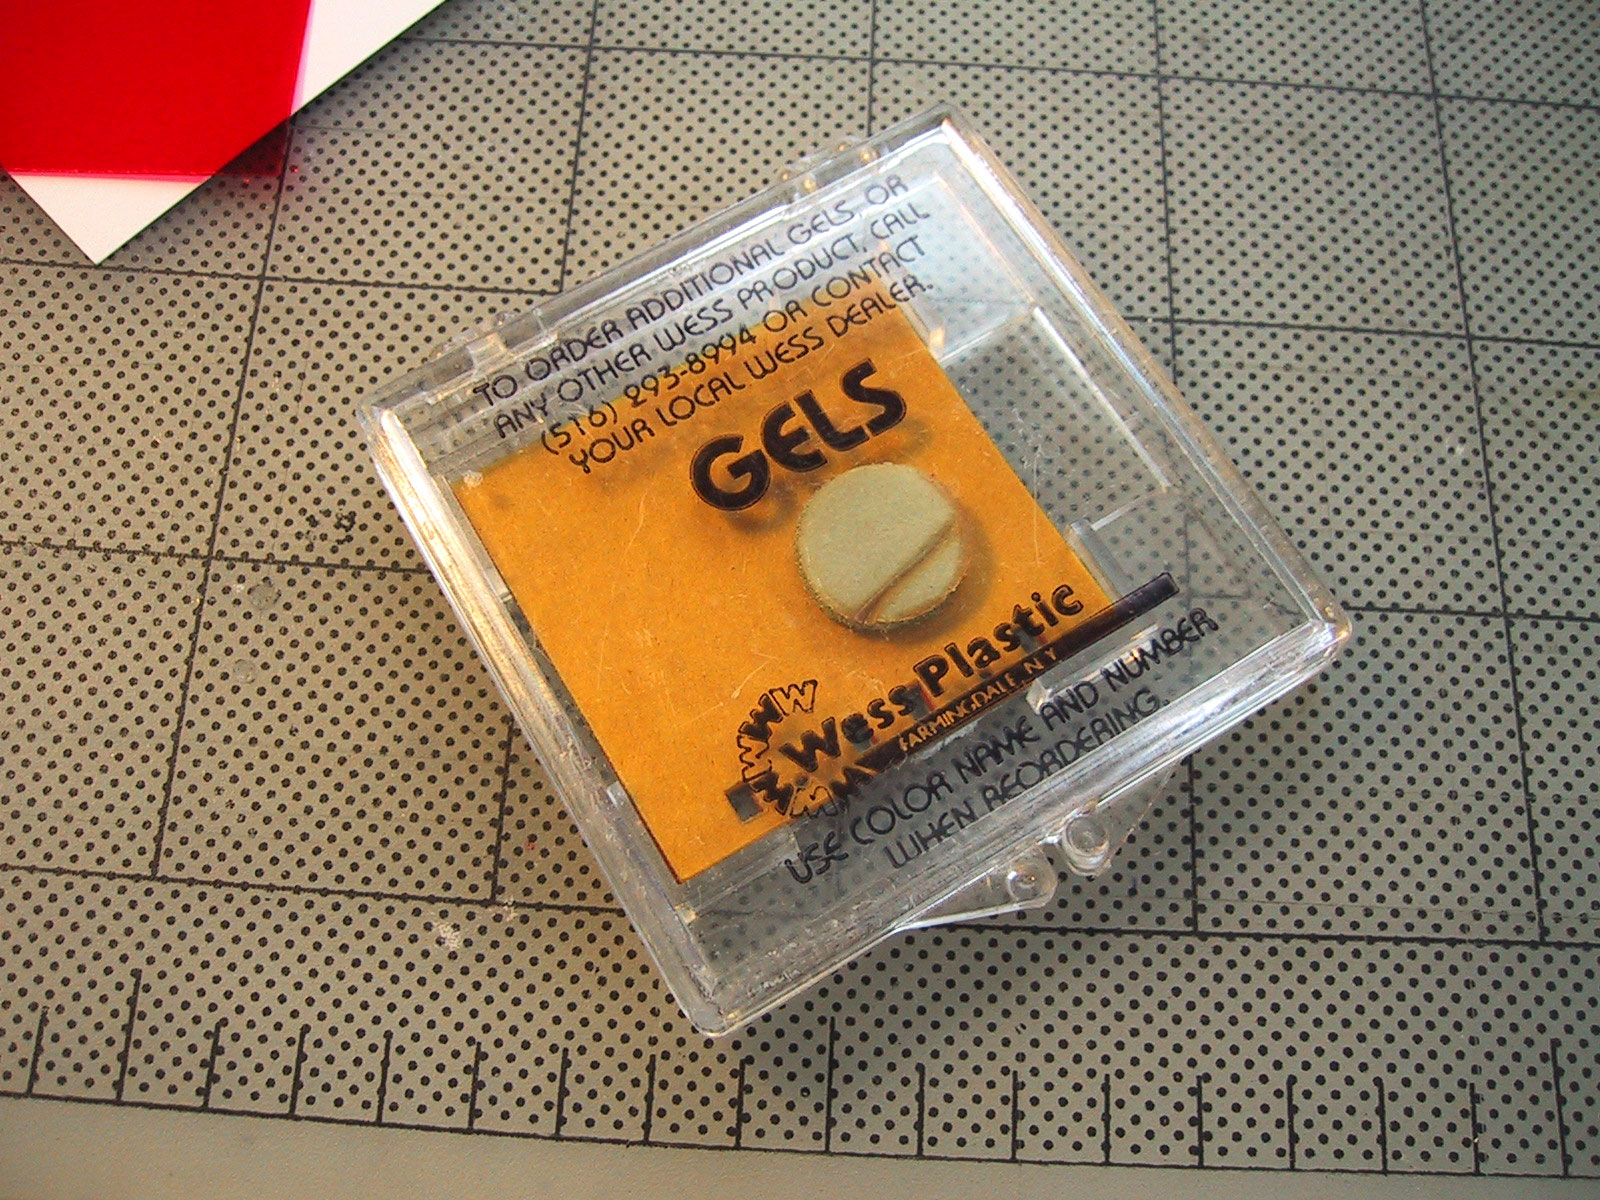 TO ORDER ADDITIONAL GELS, OR
ANY OTHER WESS PRODUCT, CALL
(516) 293-8994 OR CONTACT
YOUR LOCAL WESS DEALER.
GELS
Wess Plastic
FARMINGDALE, N.Y.
USE COLOR NAME AND NUMBER
WHEN REORDERING.